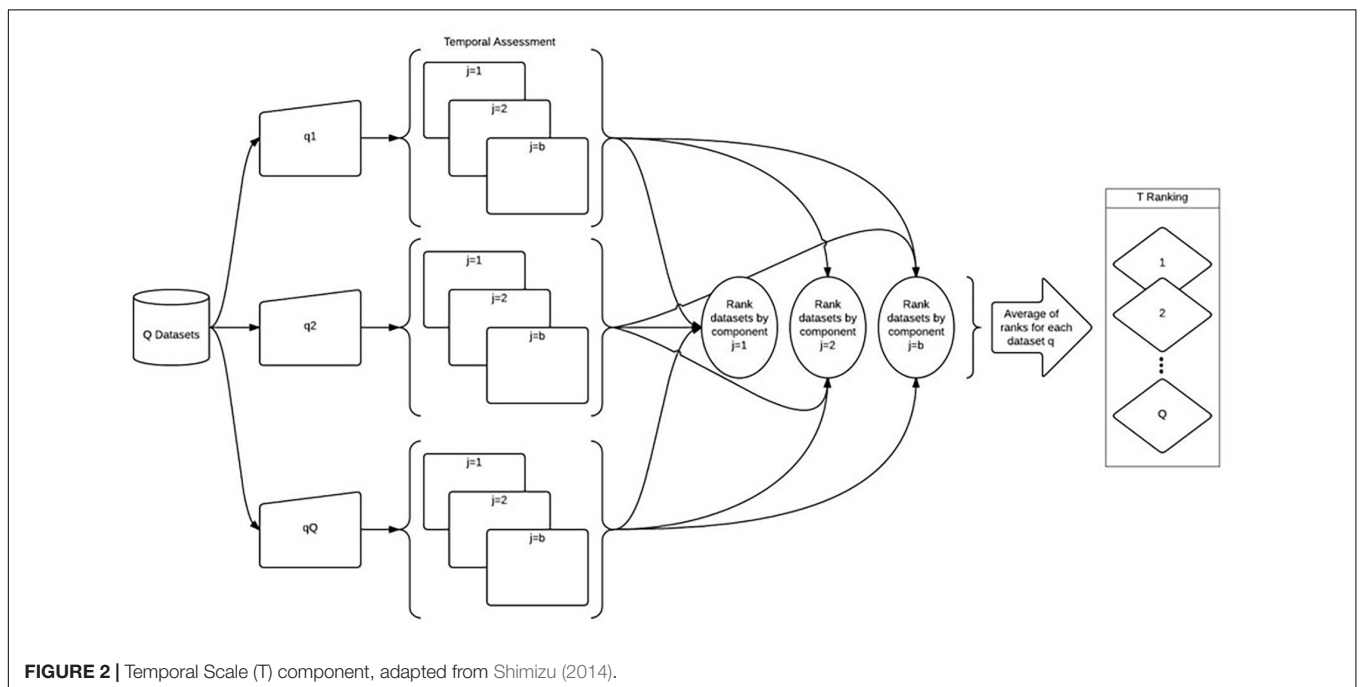 Temporal Assessment
j=1
j=2
j=b
q1
j=1
j=2
j=b
q2
Q Datasets
j=1
j=2
j=b
qQ
Rank
datasets by
component
j=1
Rank
datasets by
component
j=2
Rank
datasets by
component
j=b
Average of
ranks for each
dataset q
T Ranking
1
2
Q
FIGURE 2 | Temporal Scale (T) component, adapted from Shimizu (2014).